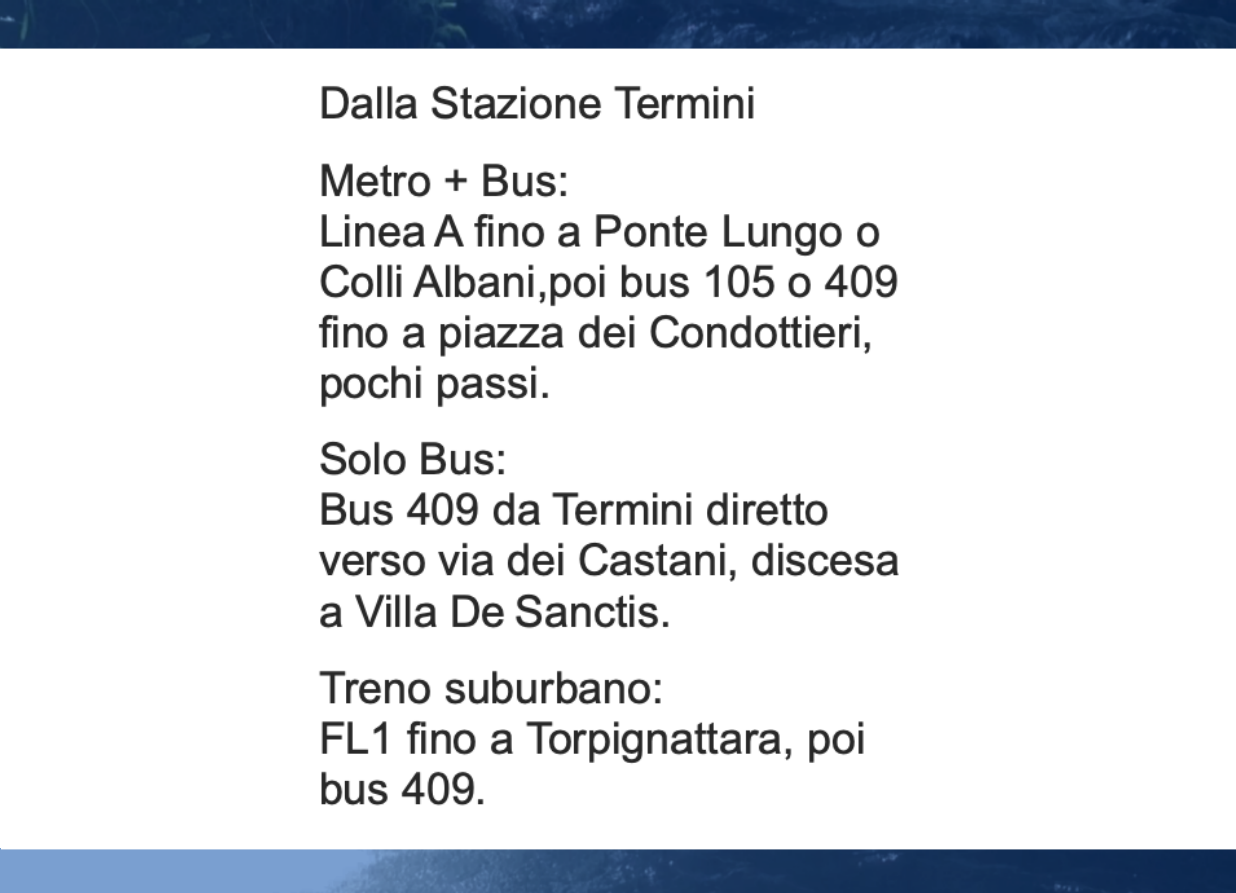 Dalla Stazione Termini
Metro + Bus:
Linea A fino a Ponte Lungo o
Colli Albani,poi bus 105 o 409
fino a piazza dei Condottieri,
pochi passi.
Solo Bus:
Bus 409 da Termini diretto
verso via dei Castani, discesa
a Villa De Sanctis.
Treno suburbano:
FL1 fino a Torpignattara, poi
bus 409.